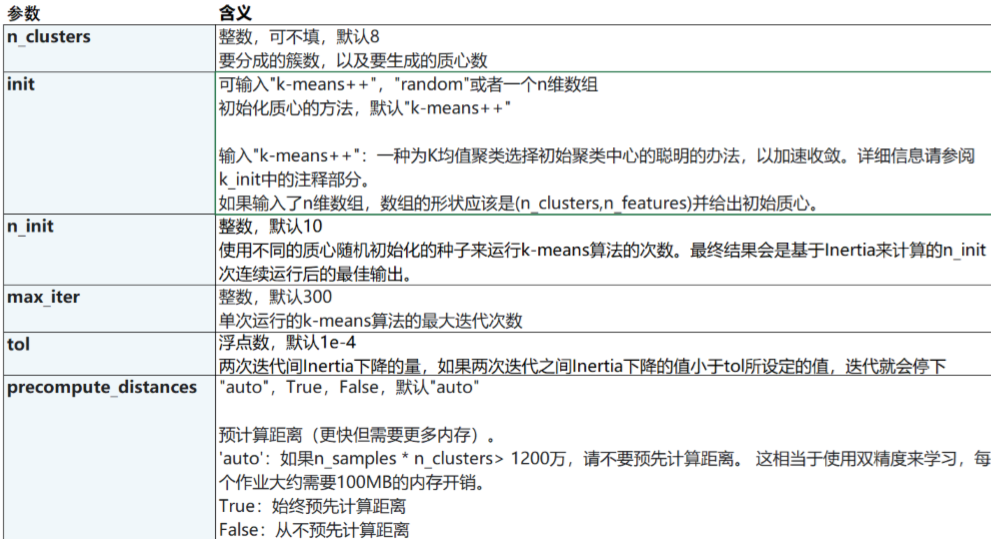 参数 含义
n_clusters 整数，可不填，默认8
要分成的簇数，以及要生成的质心数
init 可输入"k-means++"，"random"或者一个n维数组
初始化质心的方法，默认"k-means++"
输入"k-means++"：一种为K均值聚类选择初始聚类中心的聪明的办法，以加速收敛。详细信息请参阅
k_init中的注释部分。
如果输入了n维数组，数组的形状应该是(n_clusters,n_features)并给出初始质心。
n_init 整数，默认10
使用不同的质心随机初始化的种子来运行k-means算法的次数。最终结果会是基于Inertia来计算的n_init
次连续运行后的最佳输出。
max_iter 整数，默认300
单次运行的k-means算法的最大迭代次数
tol 浮点数，默认1e-4
两次迭代间Inertia下降的量，如果两次迭代之间Inertia下降的值小于tol所设定的值，迭代就会停下
precompute_distances "auto"，True，False，默认"auto"
预计算距离（更快但需要更多内存）。
'auto'：如果n_samples * n_clusters> 1200万，请不要预先计算距离。 这相当于使用双精度来学习，每
个作业大约需要100MB的内存开销。
True：始终预先计算距离
False：从不预先计算距离